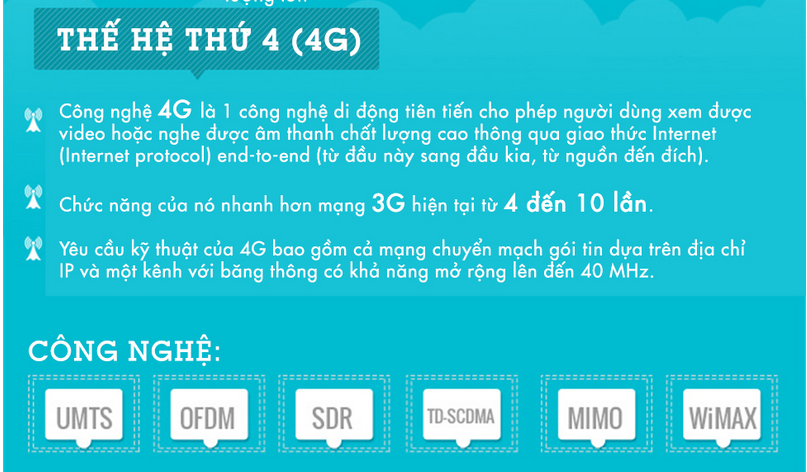 THẾ HỆ THỨ 4 (4G)
Công nghệ 4G là 1 công nghệ di động tiên tiến cho phép người dùng xem được
video hoặc nghe được âm thanh chất lượng cao thông qua giao thức Internet
(Internet protocol) end-to-end (từ đầu này sang đầu kia, từ nguồn đến đích).
Chức năng của nó nhanh hơn mạng 3G hiện tại từ 4 đến 10 lần.
Yêu cầu kỹ thuật của 4G bao gồm cả mạng chuyển mạch gói tin dựa trên địa chỉ
IP và một kênh với băng thông có khả năng mở rộng lên đến 40 MHz.
CÔNG NGHỆ:
UMTS OFDM SDR TD-SCDMA MIMO WiMAX